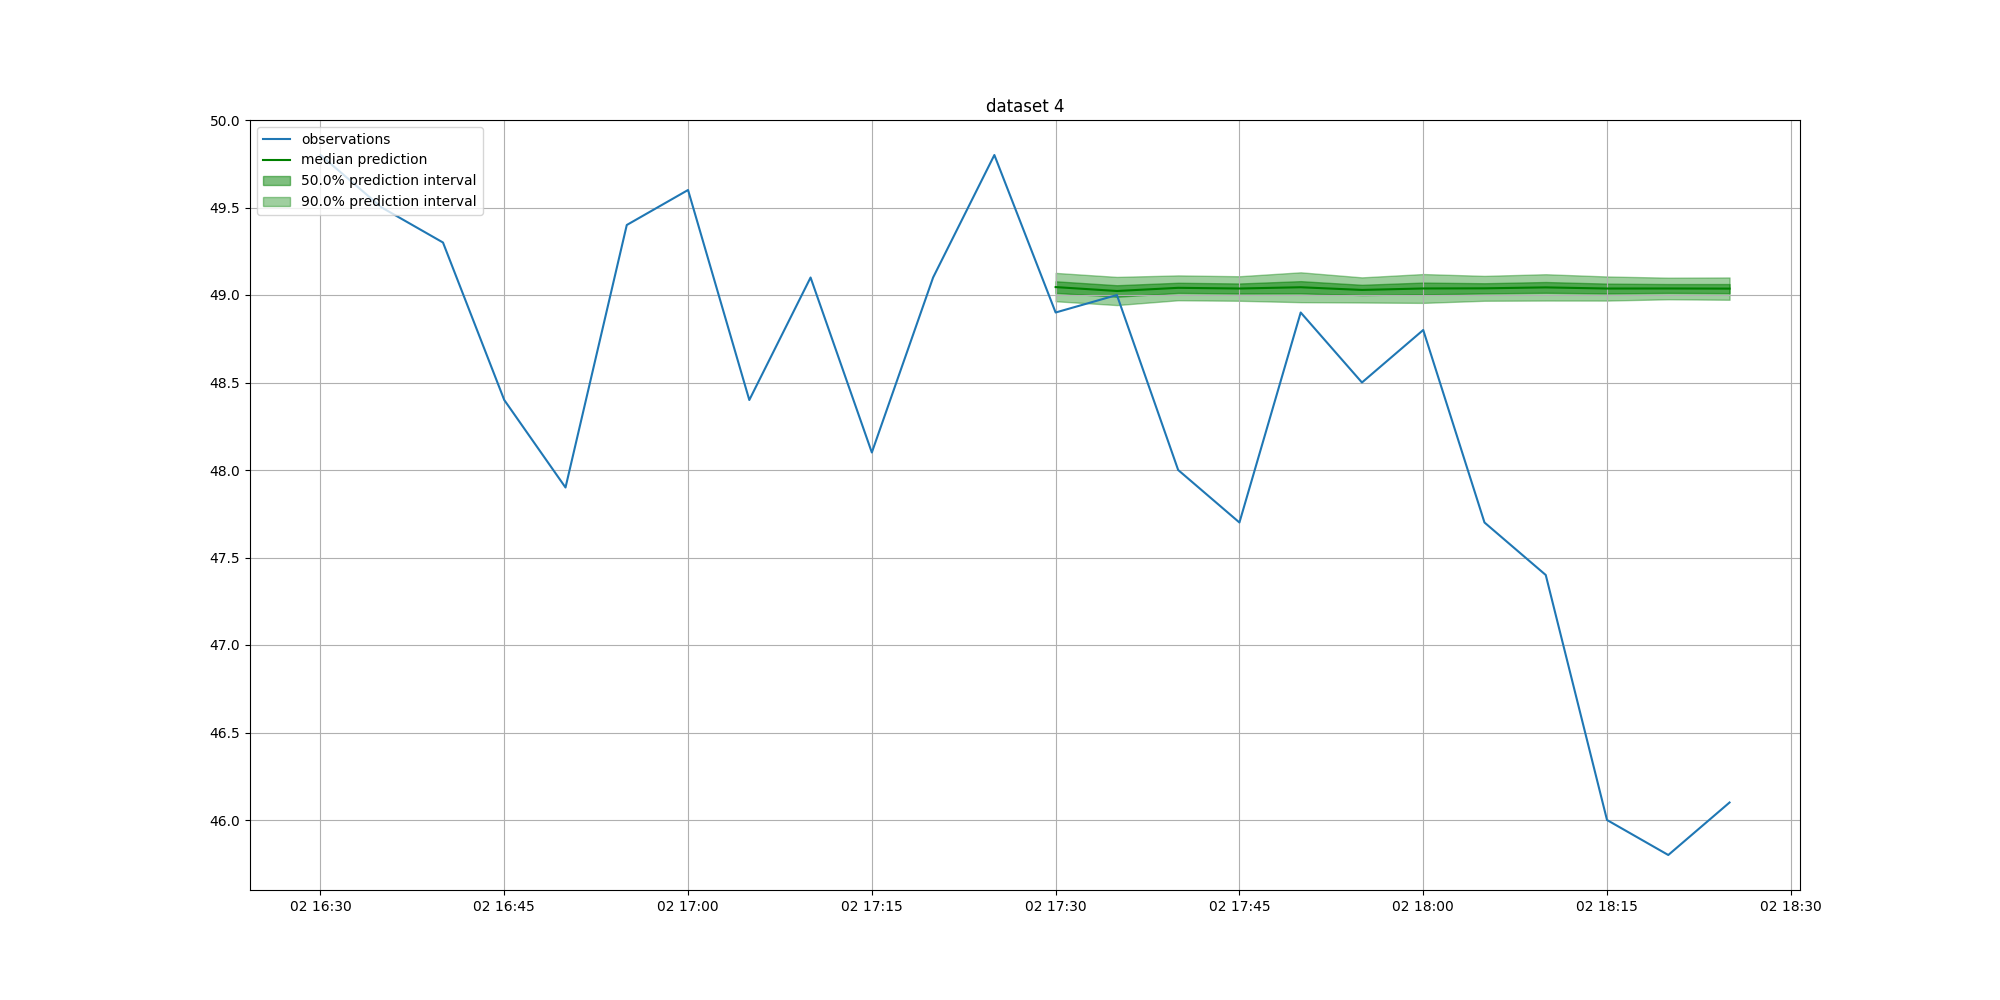 dataset 4
50.0
49.5
49.0
48.5
48.0
47.5
47.0
46.5
46.0
observations
median prediction
50.0% prediction interval
90.0% prediction interval
02 16:30 02 16:45 02 17:00 02 17:15 02 17:30 02 17:45 02 18:00 02 18:15 02 18:30